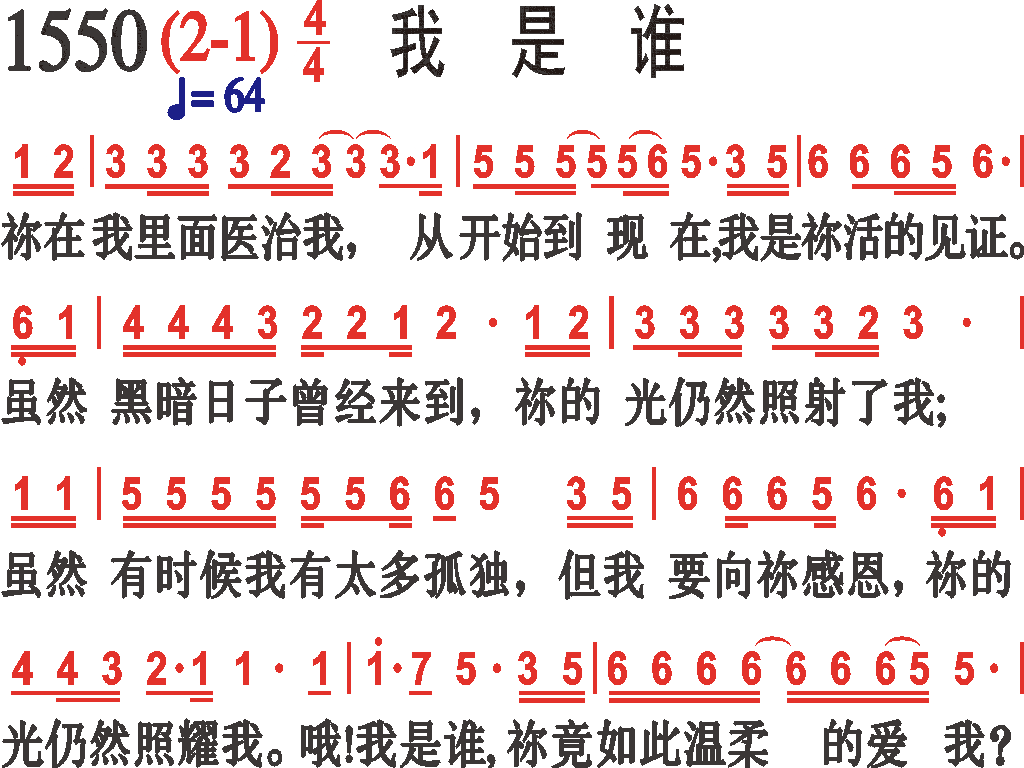 1550 (2-1) 4/4 我是谁
♩= 64
1 2 | 3 3 3 3 2 3 3 3·1 | 5 5 5 5 5 6 5·3 5 | 6 6 6 5 6· |
祢在我里面医治我， 从开始到 现 在,我是祢活的见证。
6 1 | 4 4 4 3 2 2 1 2 · 1 2 | 3 3 3 3 3 2 3 · |
虽然 黑暗日子曾经来到，祢的 光仍然照射了我;
1 1 | 5 5 5 5 5 5 6 6 5 3 5 | 6 6 6 5 6· 6 1 |
虽然 有时候我有太多孤独，但我 要向祢感恩，祢的
4 4 3 2·1 1 · 1 | 1·7 5·3 5 | 6 6 6 6 6 6 6 5 5· |
光仍然照耀我。哦!我是谁,祢竟如此温柔 的爱 我?